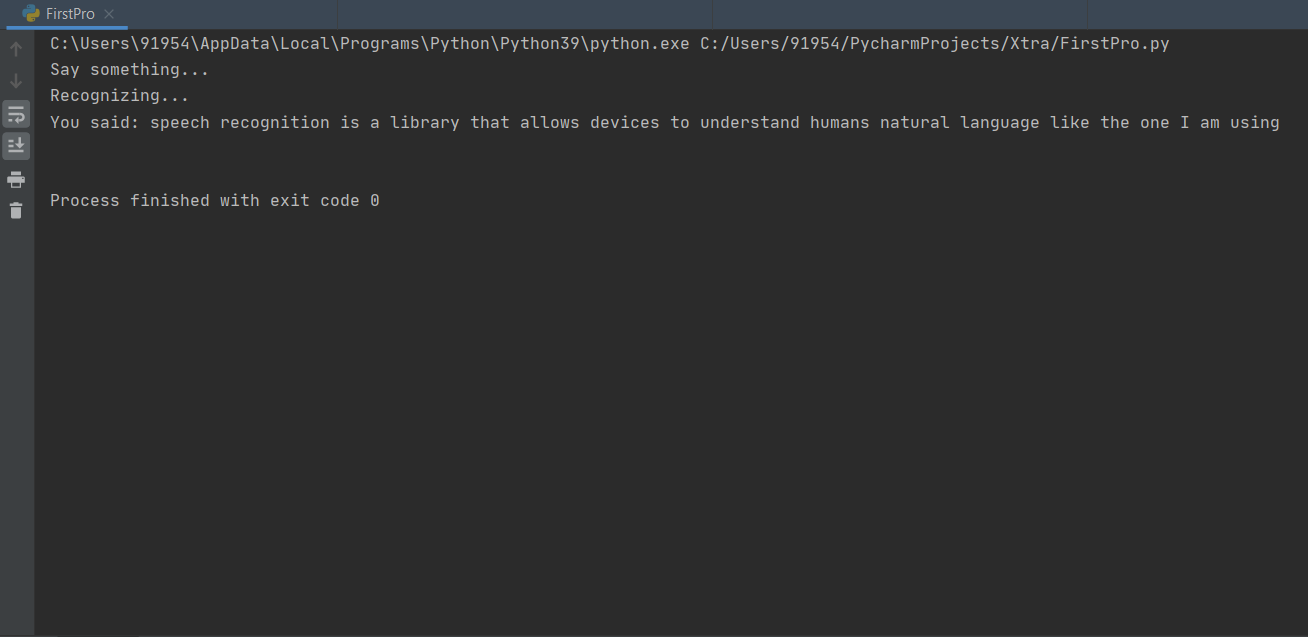 FirstPro
C:\Users\91954\AppData\Local\Programs\Python\Python39\python.exe C:/Users/91954/PycharmProjects/Xtra/FirstPro.py
Say something...
Recognizing...
You said: speech recognition is a library that allows devices to understand humans natural language like the one I am using
Process finished with exit code 0